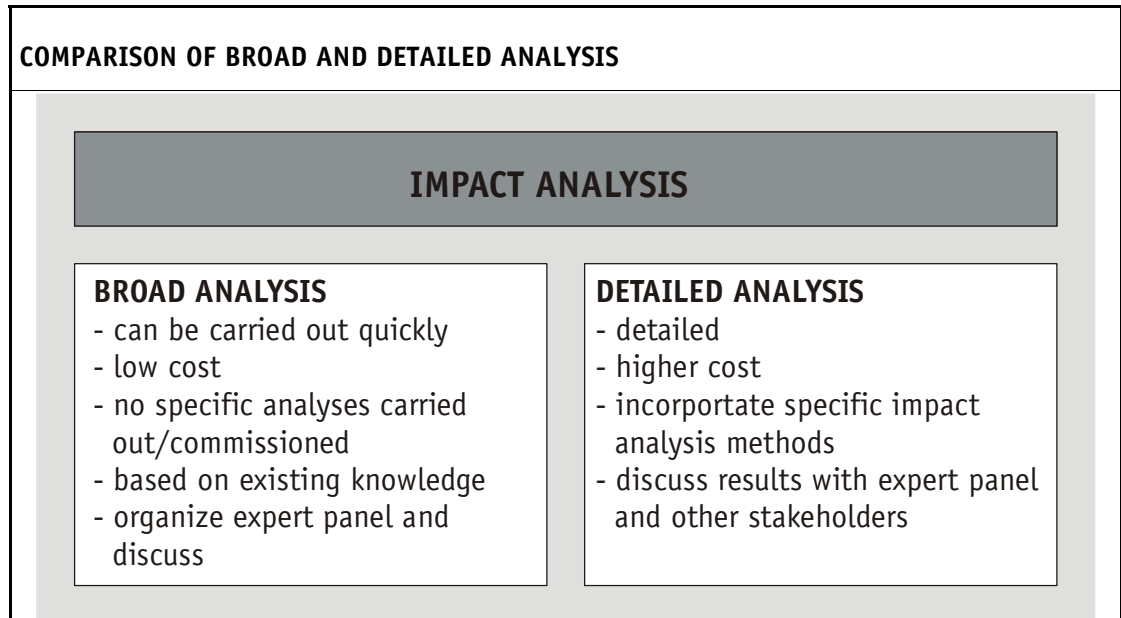 COMPARISON OF BROAD AND DETAILED ANALYSIS
IMPACT ANALYSIS
BROAD ANALYSIS
- can be carried out quickly
- low cost
- no specific analyses carried
out/commissioned
- based on existing knowledge
- organize expert panel and
discuss
DETAILED ANALYSIS
- detailed
- higher cost
- incorportate specific impact
analysis methods
- discuss results with expert panel
and other stakeholders